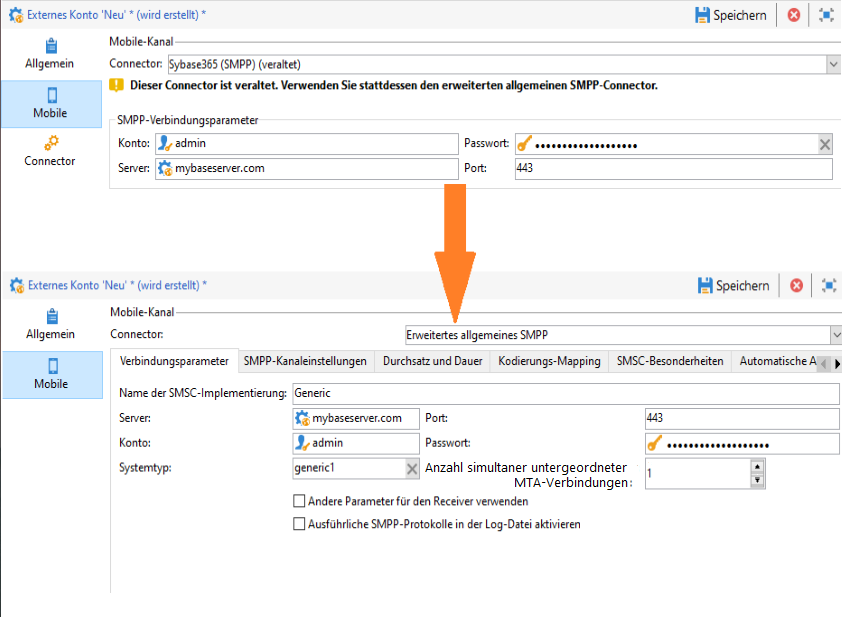 Externes Konto 'Neu' * (wird erstellt) *
Speichern
Allgemein
Mobile
Connector
Mobile-Kanal
Connector: Sybase365 (SMPP) (veraltet)
Dieser Connector ist veraltet. Verwenden Sie stattdessen den erweiterten allgemeinen SMPP-Connector.
SMPP-Verbindungsparameter
Konto: admin Passwort: •••••••••••••••••••
Server: mybaseserver.com Port: 443
Externes Konto 'Neu' * (wird erstellt) *
Speichern
Allgemein
Mobile
Mobile-Kanal
Connector: Erweitertes allgemeines SMPP
Verbindungsparameter SMPP-Kanaleinstellungen Durchsatz und Dauer Kodierungs-Mapping SMSC-Besonderheiten Automatische A
Name der SMSC-Implementierung: Generic
Server: mybaseserver.com Port: 443
Konto: admin Passwort: •••••••••••••••••••
Systemtyp: generic1 Anzahl simultaner untergeordneter
MTA-Verbindungen: 1
Andere Parameter für den Receiver verwenden
Ausführliche SMPP-Protokolle in der Log-Datei aktivieren